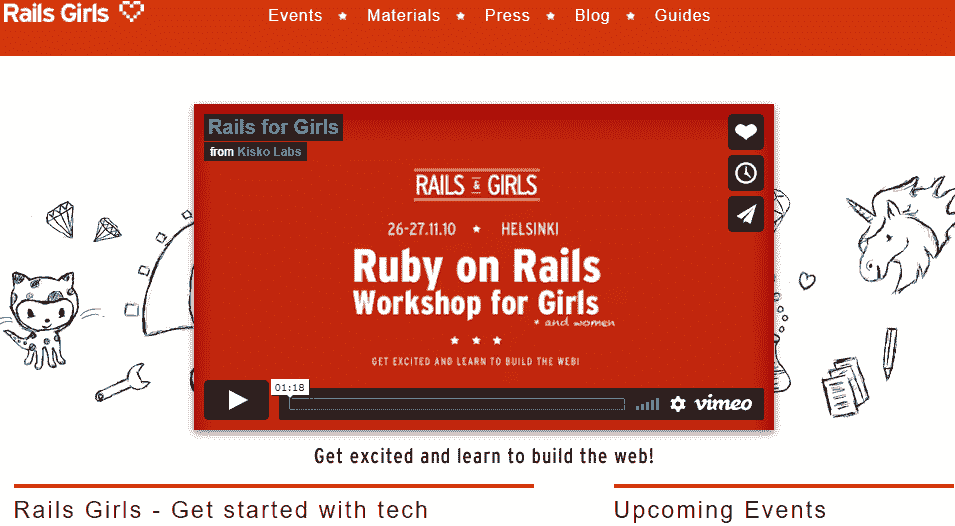 Rails Girls
Events Materials Press Blog Guides
Rails for Girls
from Kisko Labs
RAILS & GIRLS
26-27.11.10 ★ HELSINKI
Ruby on Rails
Workshop for Girls
* and women
★ ★ ★
GET EXCITED AND LEARN TO BUILD THE WEB!
01:18
vimeo
Get excited and learn to build the web!
Rails Girls - Get started with tech
Upcoming Events